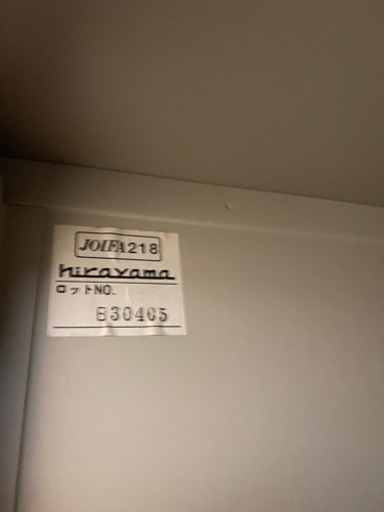 JOIFA218
hirayama
ロットNO.
B30405